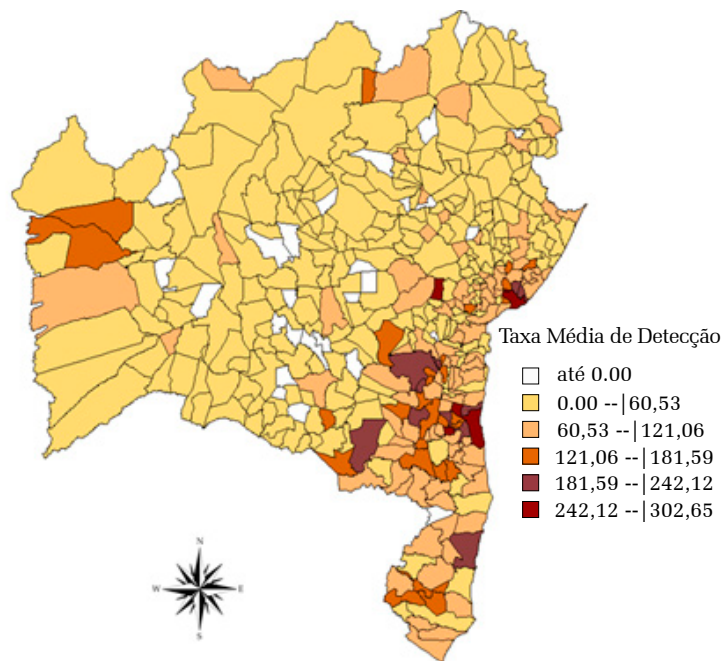 Taxa Média de Detecção
até 0.00
0.00 --|60,53
60,53 --|121,06
121,06 --|181,59
181,59 --|242,12
242,12 --|302,65
N
W E
S